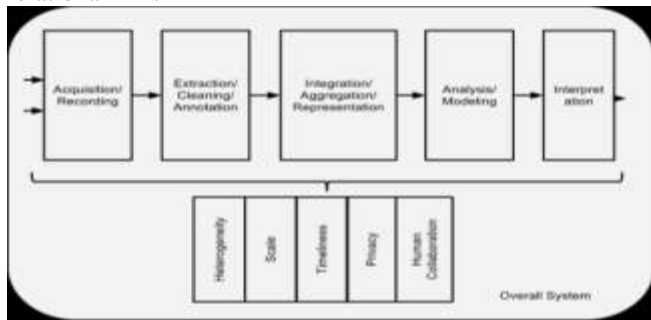 Acquisition/
Recording
Extraction/
Cleaning/
Annotation
Integration/
Aggregation/
Representation
Analysis/
Modeling
Interpret
ation
Heterogeneity
Scale
Timeliness
Privacy
Human
Collaboration
Overall System